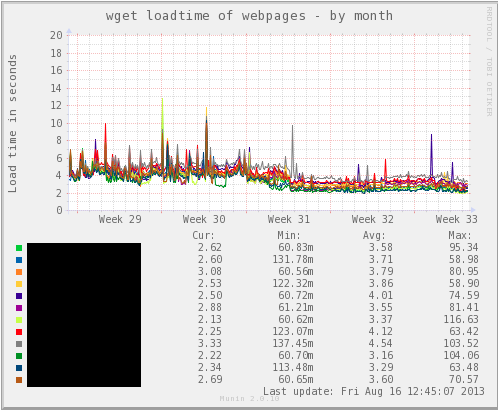 wget loadtime of webpages - by month
RRDTOOL / TOBI OETIKER
Load time in seconds
20
18
16
14
12
10
8
6
4
2
0
Week 29 Week 30 Week 31 Week 32 Week 33
Cur: Min: Avg: Max:
2.62 60.83m 3.58 95.34
2.60 131.78m 3.71 58.98
3.08 60.56m 3.79 80.95
2.53 122.32m 3.86 58.90
2.50 60.72m 4.01 74.59
2.88 61.21m 3.55 81.41
2.13 60.62m 3.37 116.63
2.25 123.07m 4.12 63.42
3.33 137.45m 4.54 103.52
2.22 60.70m 3.16 104.06
2.34 113.48m 3.29 63.48
2.69 60.65m 3.60 70.57
Last update: Fri Aug 16 12:45:07 2013
Munin 2.0.16